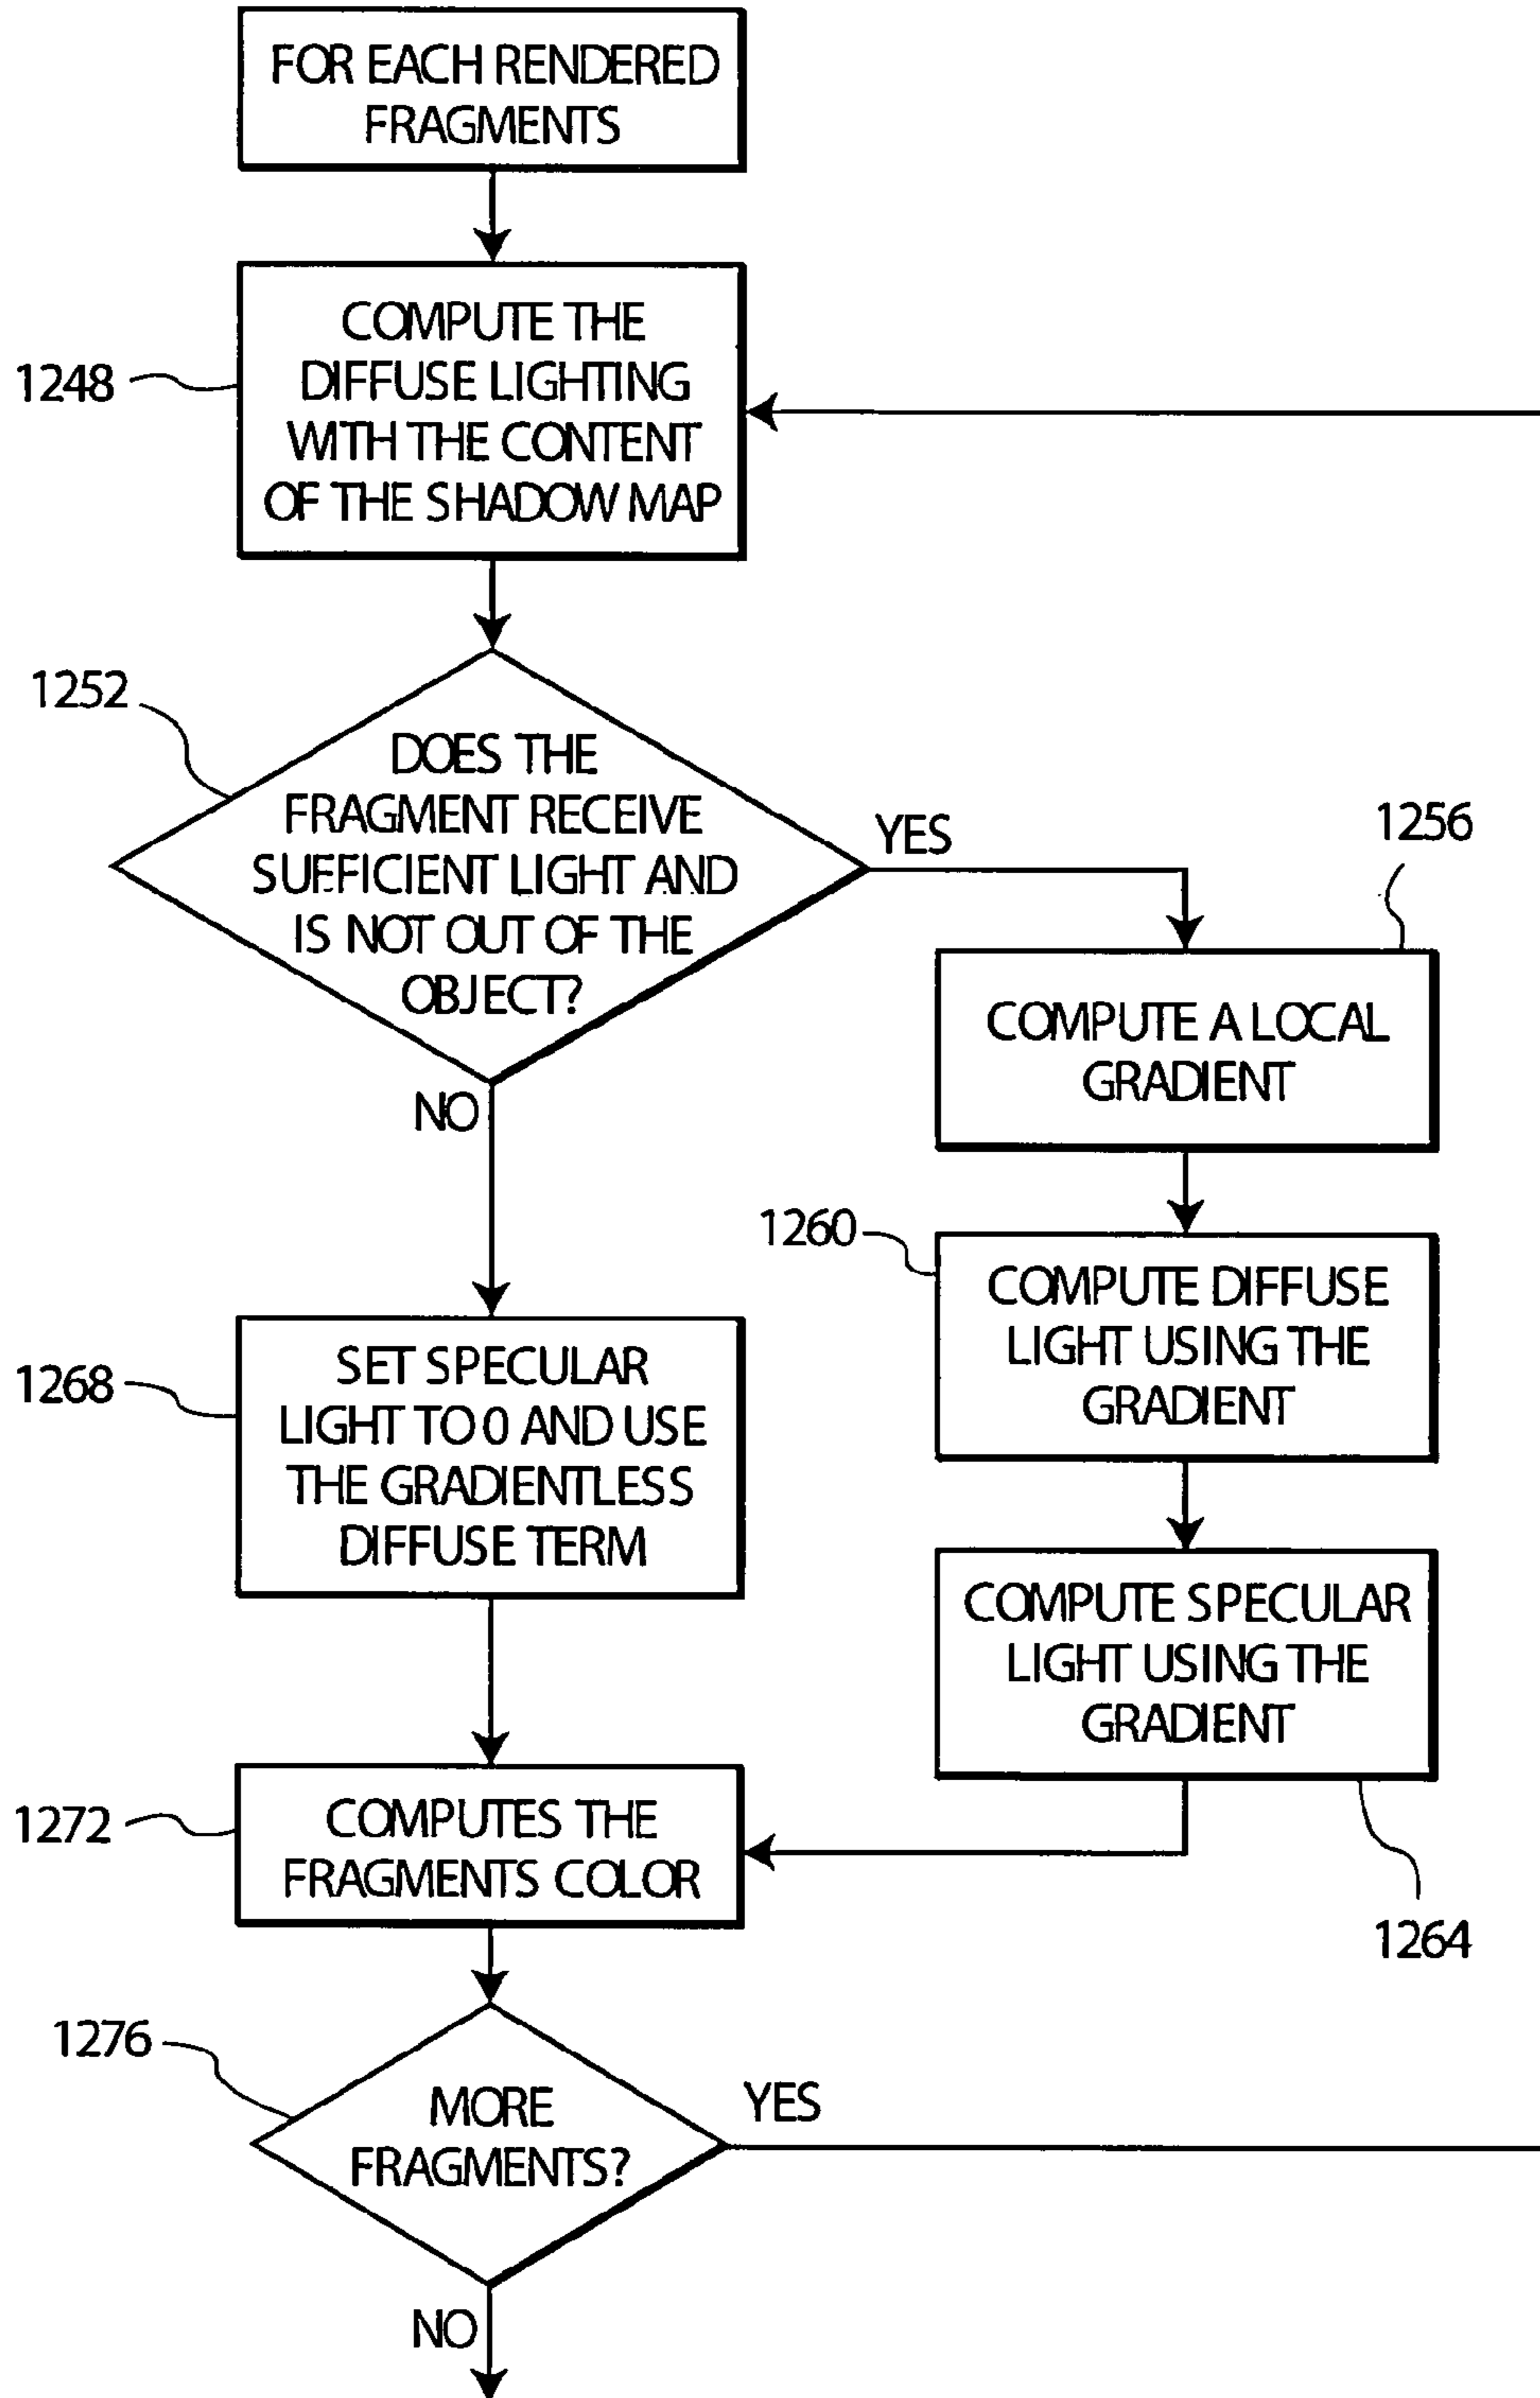 FOR EACH RENDERED
FRAGMENTS
COMPUTE THE
DIFFUSE LIGHTING
WITH THE CONTENT
OF THE SHADOW MAP
1248
1252
DOES THE
FRAGMENT RECEIVE
SUFFICIENT LIGHT AND
IS NOT OUT OF THE
OBJECT?
YES
NO
1256
COMPUTE A LOCAL
GRADIENT
1260
COMPUTE DIFFUSE
LIGHT USING THE
GRADIENT
1268
SET SPECULAR
LIGHT TO 0 AND USE
THE GRADIENTLESS
DIFFUSE TERM
COMPUTE SPECULAR
LIGHT USING THE
GRADIENT
1264
1272
COMPUTES THE
FRAGMENTS COLOR
1276
MORE
FRAGMENTS?
YES
NO